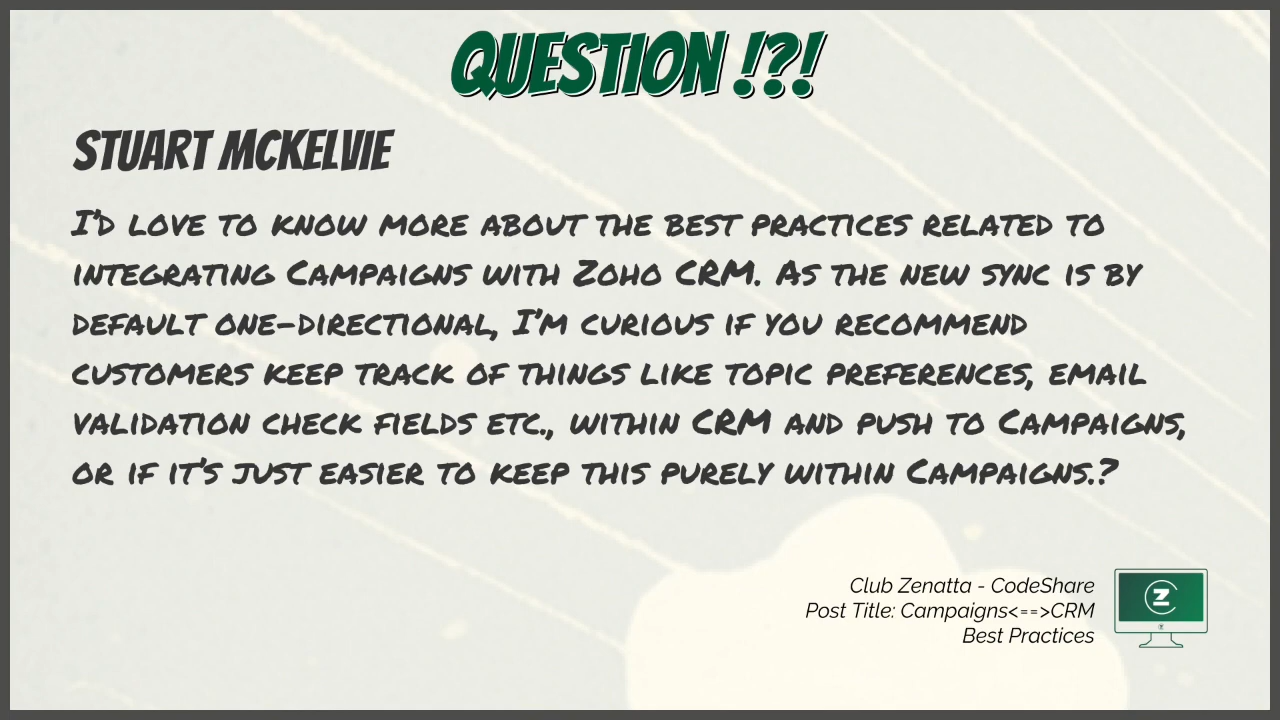 QUESTION !?!
STUART MCKELVIE
I'D LOVE TO KNOW MORE ABOUT THE BEST PRACTICES RELATED TO
INTEGRATING CAMPAIGNS WITH ZOHO CRM. AS THE NEW SYNC IS BY
DEFAULT ONE-DIRECTIONAL, I'M CURIOUS IF YOU RECOMMEND
CUSTOMERS KEEP TRACK OF THINGS LIKE TOPIC PREFERENCES, EMAIL
VALIDATION CHECK FIELDS ETC., WITHIN CRM AND PUSH TO CAMPAIGNS,
OR IF IT'S JUST EASIER TO KEEP THIS PURELY WITHIN CAMPAIGNS.?
Club Zenatta - CodeShare
Post Title: Campaigns<==>CRM
Best Practices
Z